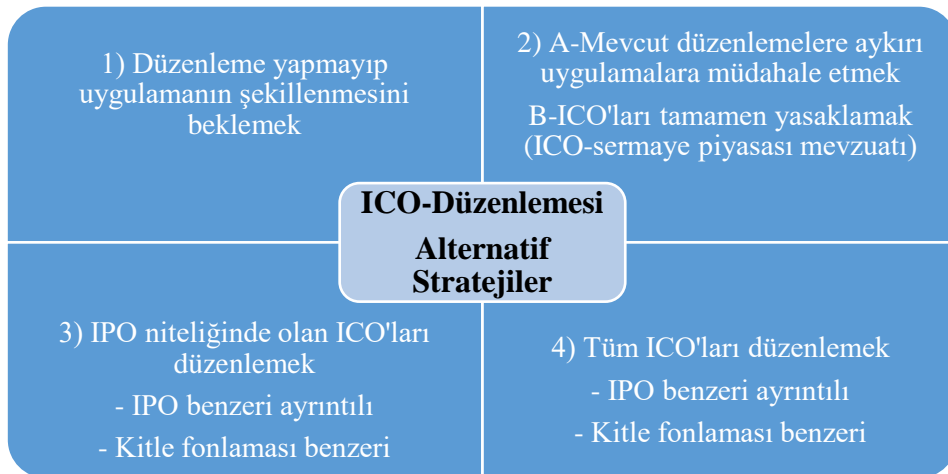 1) Düzenleme yapmayıp
uygulamanın şekillenmesini
beklemek
2) A-Mevcut düzenlemelere aykırı
uygulamalara müdahale etmek
B-ICO'ları tamamen yasaklamak
(ICO-sermaye piyasası mevzuatı)
ICO-Düzenlemesi
Alternatif
Stratejiler
3) IPO niteliğinde olan ICO'ları
düzenlemek
- IPO benzeri ayrıntılı
- Kitle fonlaması benzeri
4) Tüm ICO'ları düzenlemek
- IPO benzeri ayrıntılı
- Kitle fonlaması benzeri